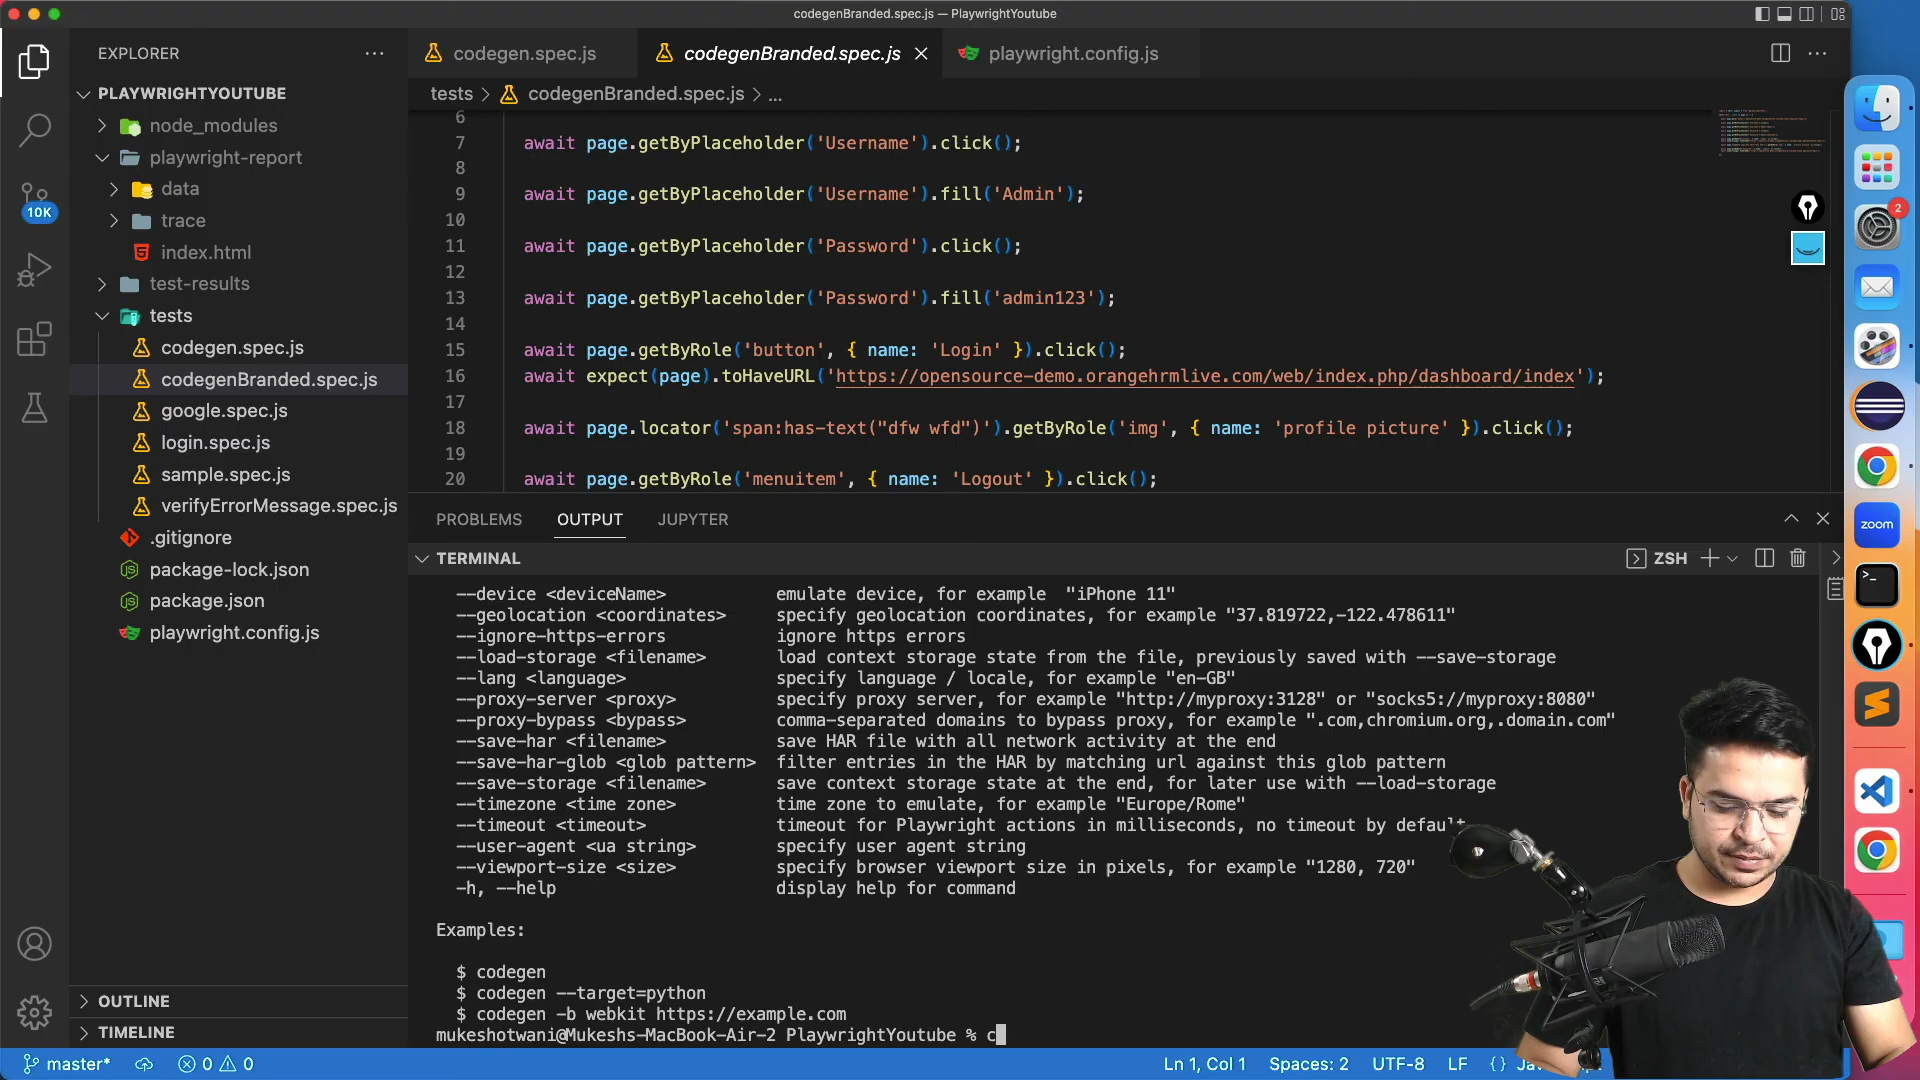 codegenBranded.spec.js — PlaywrightYoutube
EXPLORER
PLAYWRIGHTYOUTUBE
node_modules
playwright-report
data
trace
index.html
test-results
tests
codegen.spec.js
codegenBranded.spec.js
google.spec.js
login.spec.js
sample.spec.js
verifyErrorMessage.spec.js
.gitignore
package-lock.json
package.json
playwright.config.js
OUTLINE
TIMELINE
10K
codegen.spec.js
codegenBranded.spec.js
playwright.config.js
tests > codegenBranded.spec.js > ...
6
7 await page.getByPlaceholder('Username').click();
8
9 await page.getByPlaceholder('Username').fill('Admin');
10
11 await page.getByPlaceholder('Password').click();
12
13 await page.getByPlaceholder('Password').fill('admin123');
14
15 await page.getByRole('button', { name: 'Login' }).click();
16 await expect(page).toHaveURL('https://opensource-demo.orangehrmlive.com/web/index.php/dashboard/index');
17
18 await page.locator('span:has-text("dfw wfd")').getByRole('img', { name: 'profile picture' }).click();
19
20 await page.getByRole('menuitem', { name: 'Logout' }).click();
PROBLEMS OUTPUT JUPYTER
TERMINAL
ZSH
--device <deviceName> emulate device, for example "iPhone 11"
--geolocation <coordinates> specify geolocation coordinates, for example "37.819722,-122.478611"
--ignore-https-errors ignore https errors
--load-storage <filename> load context storage state from the file, previously saved with --save-storage
--lang <language> specify language / locale, for example "en-GB"
--proxy-server <proxy> specify proxy server, for example "http://myproxy:3128" or "socks5://myproxy:8080"
--proxy-bypass <bypass> comma-separated domains to bypass proxy, for example ".com,chromium.org,.domain.com"
--save-har <filename> save HAR file with all network activity at the end
--save-har-glob <glob pattern> filter entries in the HAR by matching url against this glob pattern
--save-storage <filename> save context storage state at the end, for later use with --load-storage
--timezone <time zone> time zone to emulate, for example "Europe/Rome"
--timeout <timeout> timeout for Playwright actions in milliseconds, no timeout by default
--user-agent <ua string> specify user agent string
--viewport-size <size> specify browser viewport size in pixels, for example "1280, 720"
-h, --help display help for command
Examples:
$ codegen
$ codegen --target=python
$ codegen -b webkit https://example.com
mukeshotwani@Mukeshs-MacBook-Air-2 PlaywrightYoutube % c
master* 0 0
Ln 1, Col 1 Spaces: 2 UTF-8 LF {}
2
zoom